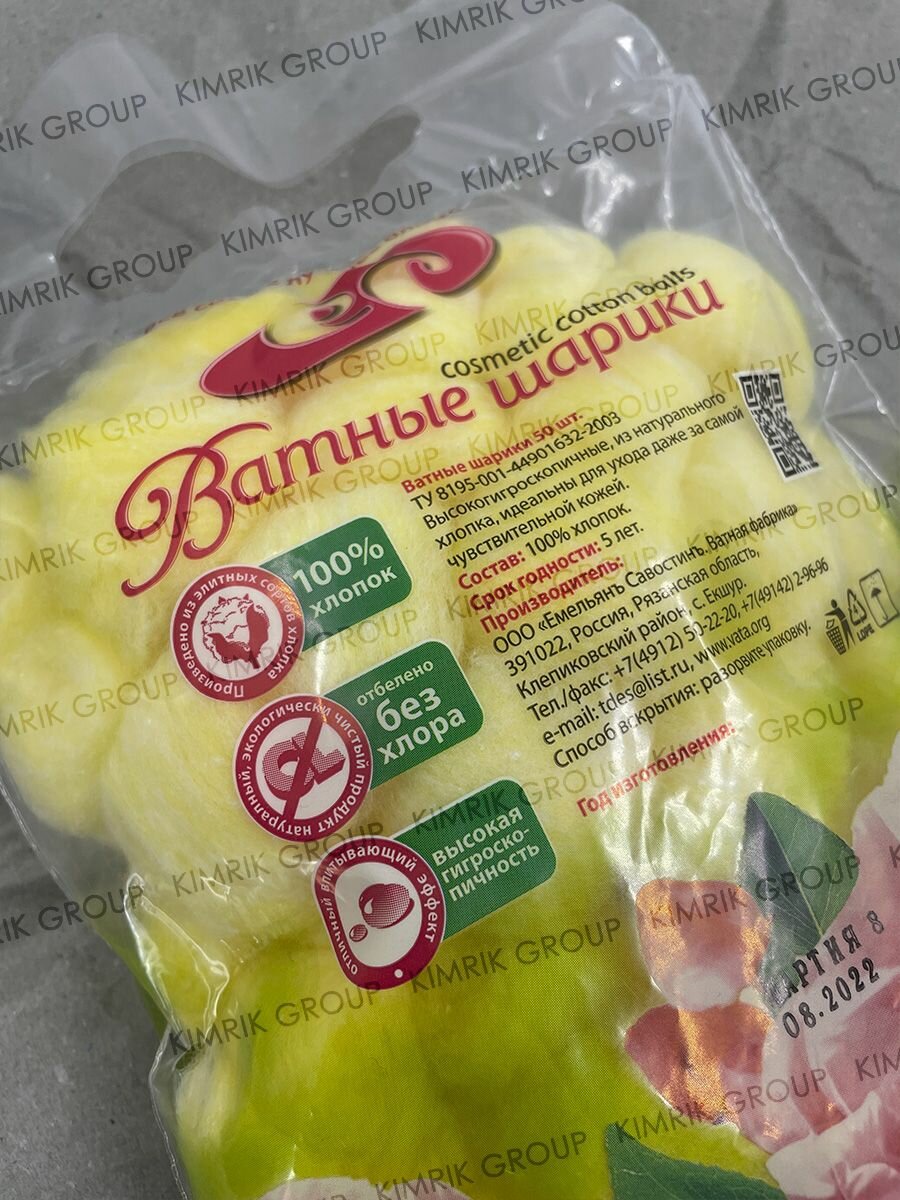 KIMRIK GROUP
Cosmetic cotton balls
Ватные шарики
Ватные шарики 50 шт.
ТУ 8195-001-44901632-2003
Высокогигроскопичные, из натурального
хлопка, идеальны для ухода даже за самой
чувствительной кожей.
Состав: 100% хлопок.
Срок годности: 5 лет.
Производитель:
ООО «Емельянъ Савостинъ. Ватная фабрика»
391022, Россия, Рязанская область,
Клепиковский район, с. Екшур.
Тел./факс: +7(4912) 50-22-20, +7(49142) 2-96-96
e-mail: tdes@list.ru, www.vata.org
Способ вскрытия: разорвите упаковку.
Год изготовления:
LDPE
100%
хлопок
Произведено из элитных сортов хлопка
отбелено
без
хлора
натуральный, экологически чистый продукт
CL
высокая
гигроско-
пичность
отличный впитывающий эффект
АРТИЯ 8
08.2022